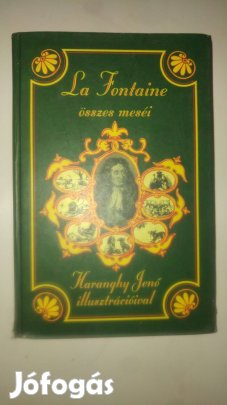 La Fontaine
összes meséi
Haranghy Jenő
illusztrációival
Jófogás